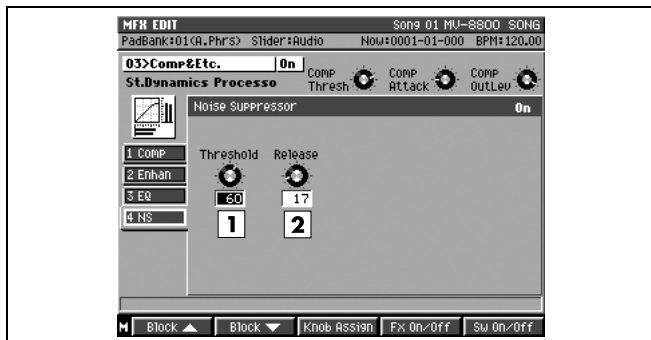 MFX EDIT Song 01 MV-8800 SONG
PadBank:01(A.Phrs) Slider:Audio Now:0001-01-000 BPM:120.00
03>Comp&Etc. On
St.Dynamics Processo
Comp Thresh Comp Attack Comp OutLev
Noise Suppressor On
1 Comp
2 Enhan
3 EQ
4 NS
Threshold Release
60 17
1 2
M Block ▲ Block ▼ Knob Assign Fx On/Off Sw On/Off